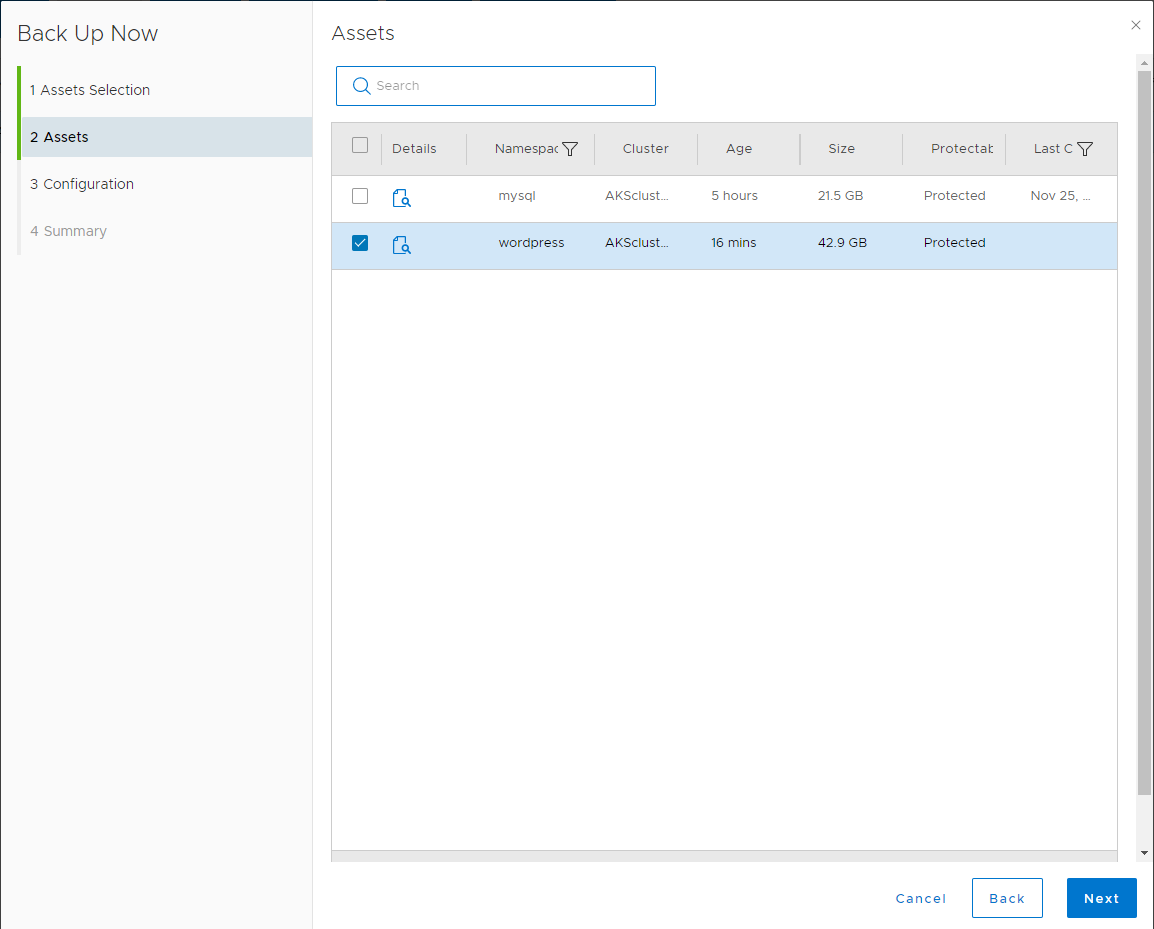 Back Up Now
1 Assets Selection
2 Assets
3 Configuration
4 Summary
Assets
Search
Details Namespac Cluster Age Size Protectab Last C
mysql AKSclust... 5 hours 21.5 GB Protected Nov 25, ...
wordpress AKSclust... 16 mins 42.9 GB Protected
Cancel Back Next